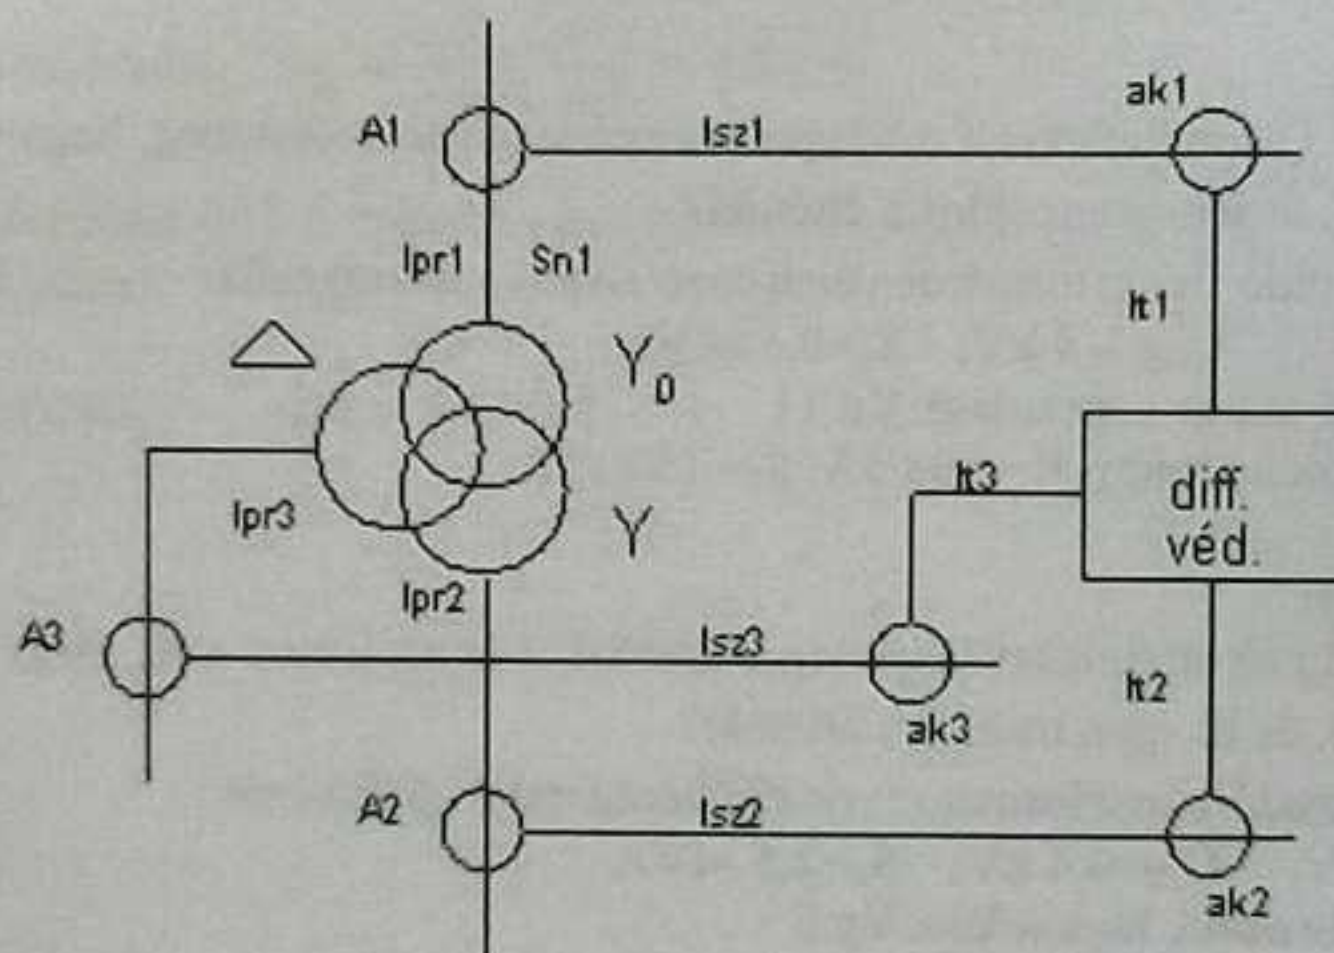 ak1
A1
Isz1
Ipr1 Sn1
It1
Y0
It3
diff.
véd.
Ipr3
Y
Ipr2
A3
Isz3
It2
ak3
A2
Isz2
ak2